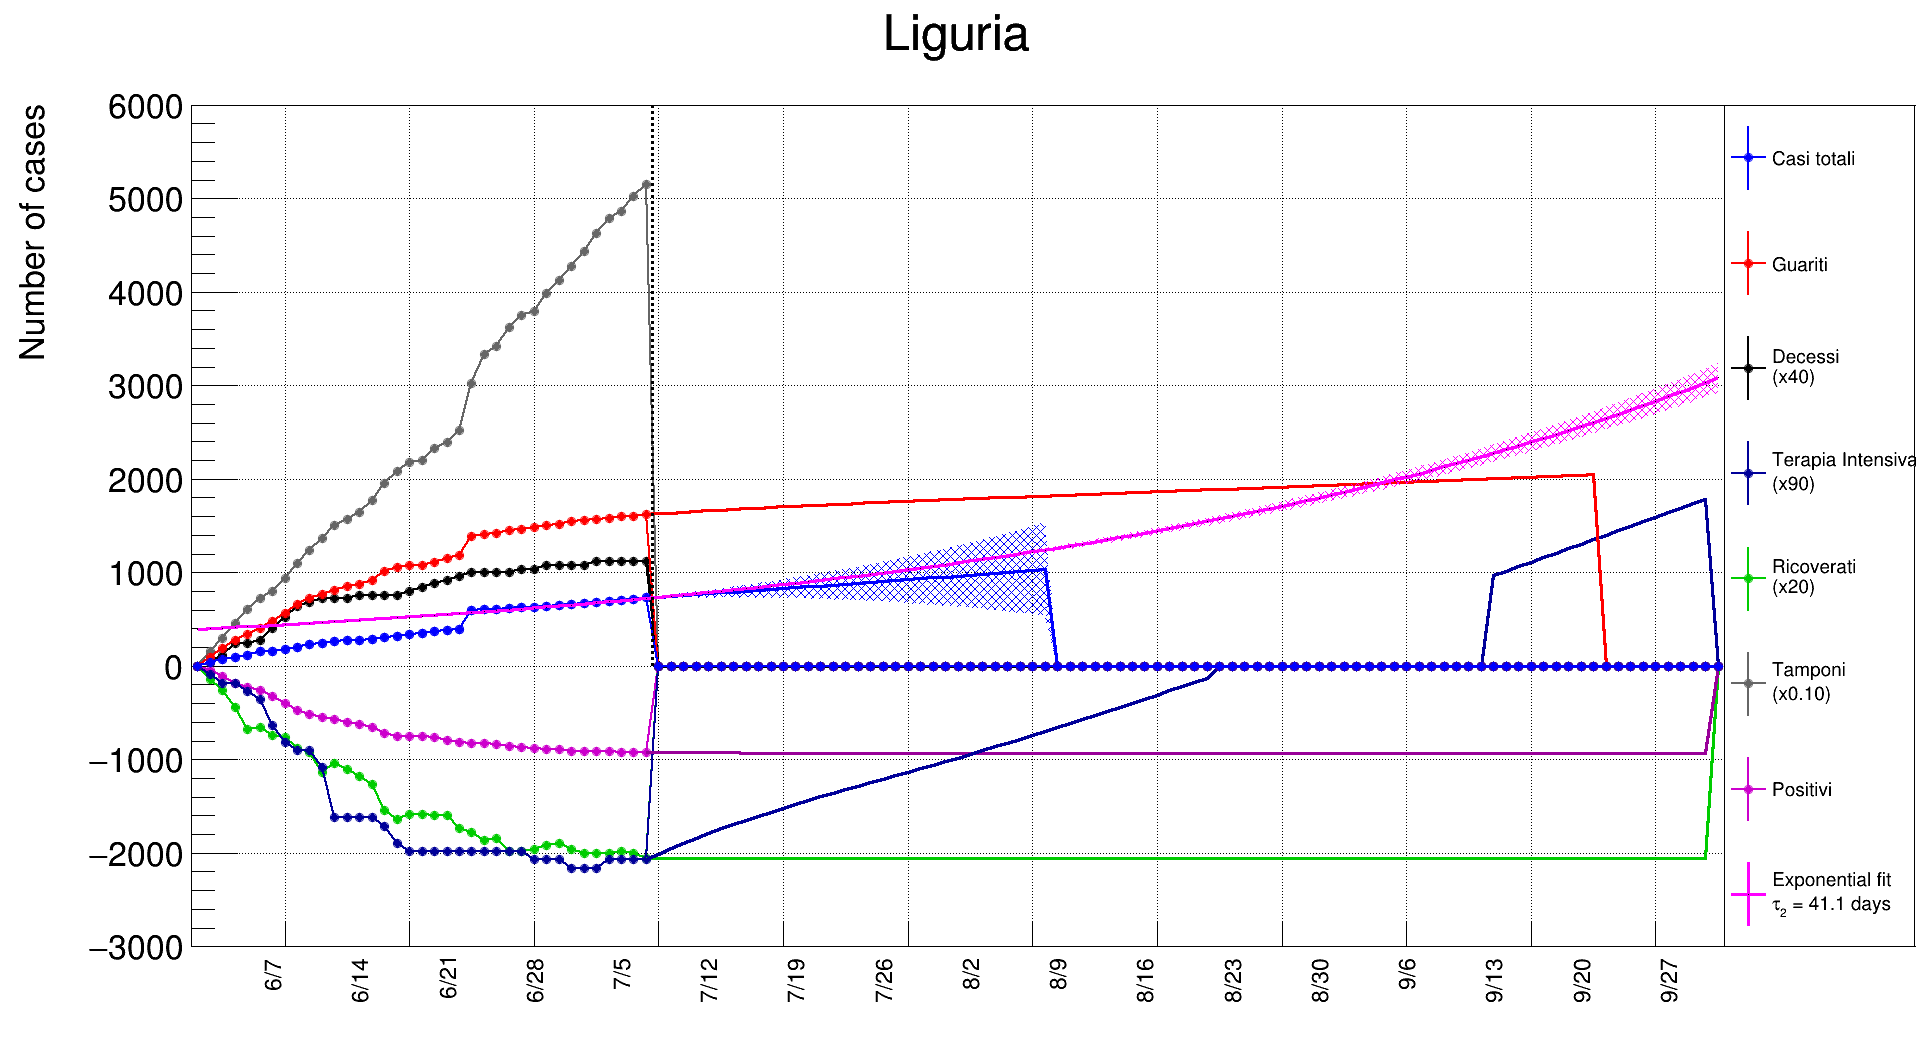 Liguria
Number of cases
6000
5000
4000
3000
2000
1000
0
−1000
−2000
−3000
6/7
6/14
6/21
6/28
7/5
7/12
7/19
7/26
8/2
8/9
8/16
8/23
8/30
9/6
9/13
9/20
9/27
Casi totali
Guariti
Decessi
(x40)
Terapia Intensiva
(x90)
Ricoverati
(x20)
Tamponi
(x0.10)
Positivi
Exponential fit
τ₂ = 41.1 days